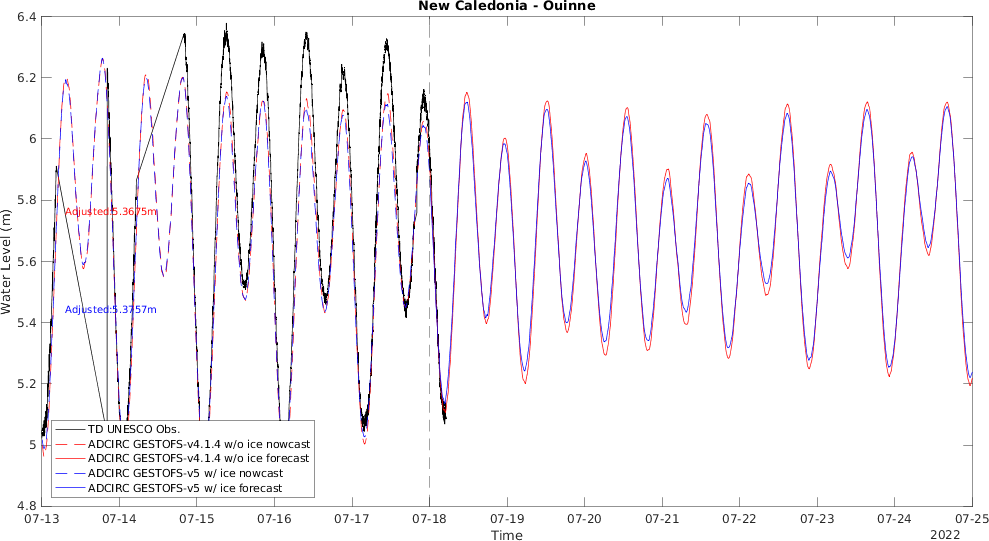 New Caledonia - Ouinne
6.4
6.2
6
5.8
5.6
5.4
5.2
5
4.8
Water Level (m)
Adjusted:5.3675m
Adjusted:5.3757m
TD UNESCO Obs.
ADCIRC GESTOFS-v4.1.4 w/o ice nowcast
ADCIRC GESTOFS-v4.1.4 w/o ice forecast
ADCIRC GESTOFS-v5 w/ ice nowcast
ADCIRC GESTOFS-v5 w/ ice forecast
07-13 07-14 07-15 07-16 07-17 07-18 07-19 07-20 07-21 07-22 07-23 07-24 07-25
Time
2022